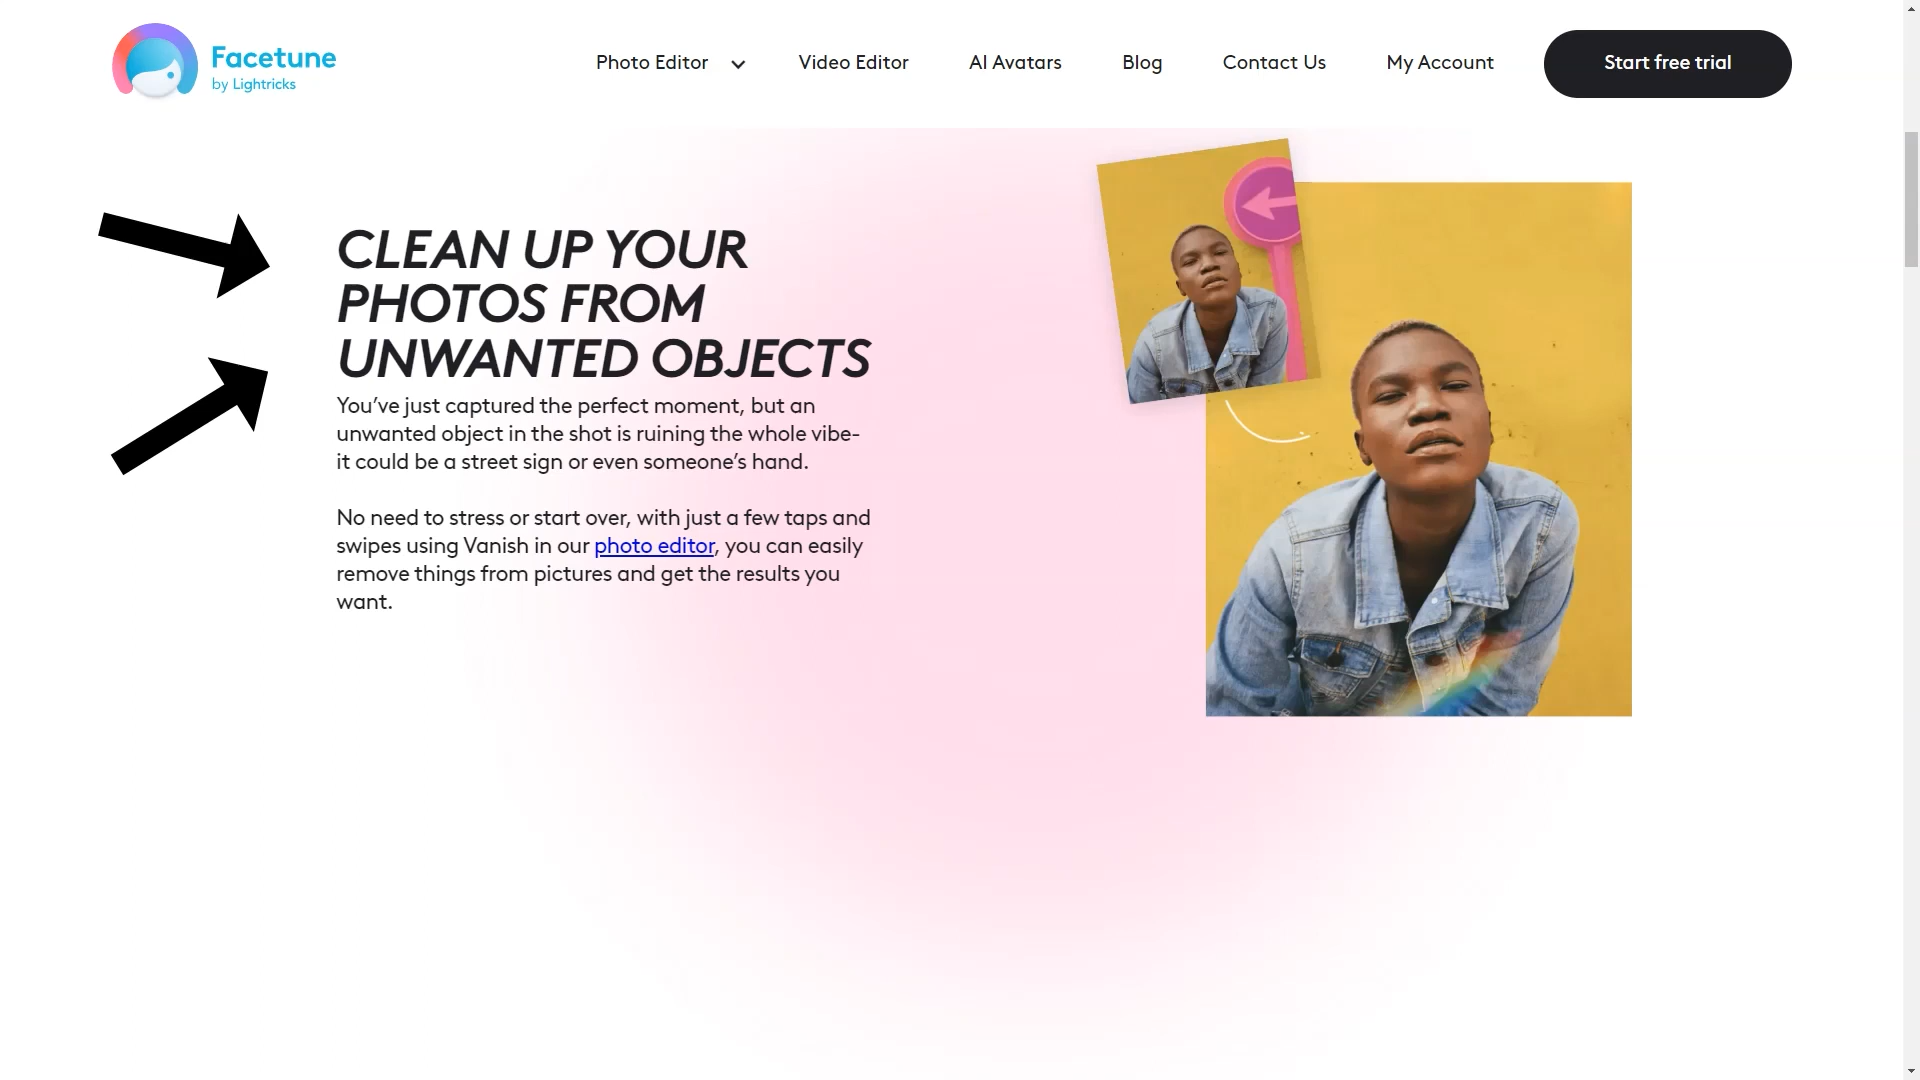 Facetune
by Lightricks
Photo Editor
Video Editor
AI Avatars
Blog
Contact Us
My Account
Start free trial
CLEAN UP YOUR
PHOTOS FROM
UNWANTED OBJECTS
You’ve just captured the perfect moment, but an
unwanted object in the shot is ruining the whole vibe-
it could be a street sign or even someone’s hand.
No need to stress or start over, with just a few taps and
swipes using Vanish in our photo editor, you can easily
remove things from pictures and get the results you
want.